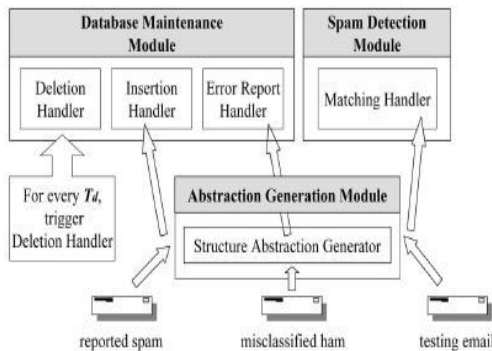 Database Maintenance
Module
Spam Detection
Module
Deletion
Handler
Insertion
Handler
Error Report
Handler
Matching Handler
For every Td,
trigger
Deletion Handler
Abstraction Generation Module
Structure Abstraction Generator
reported spam
misclassified ham
testing email